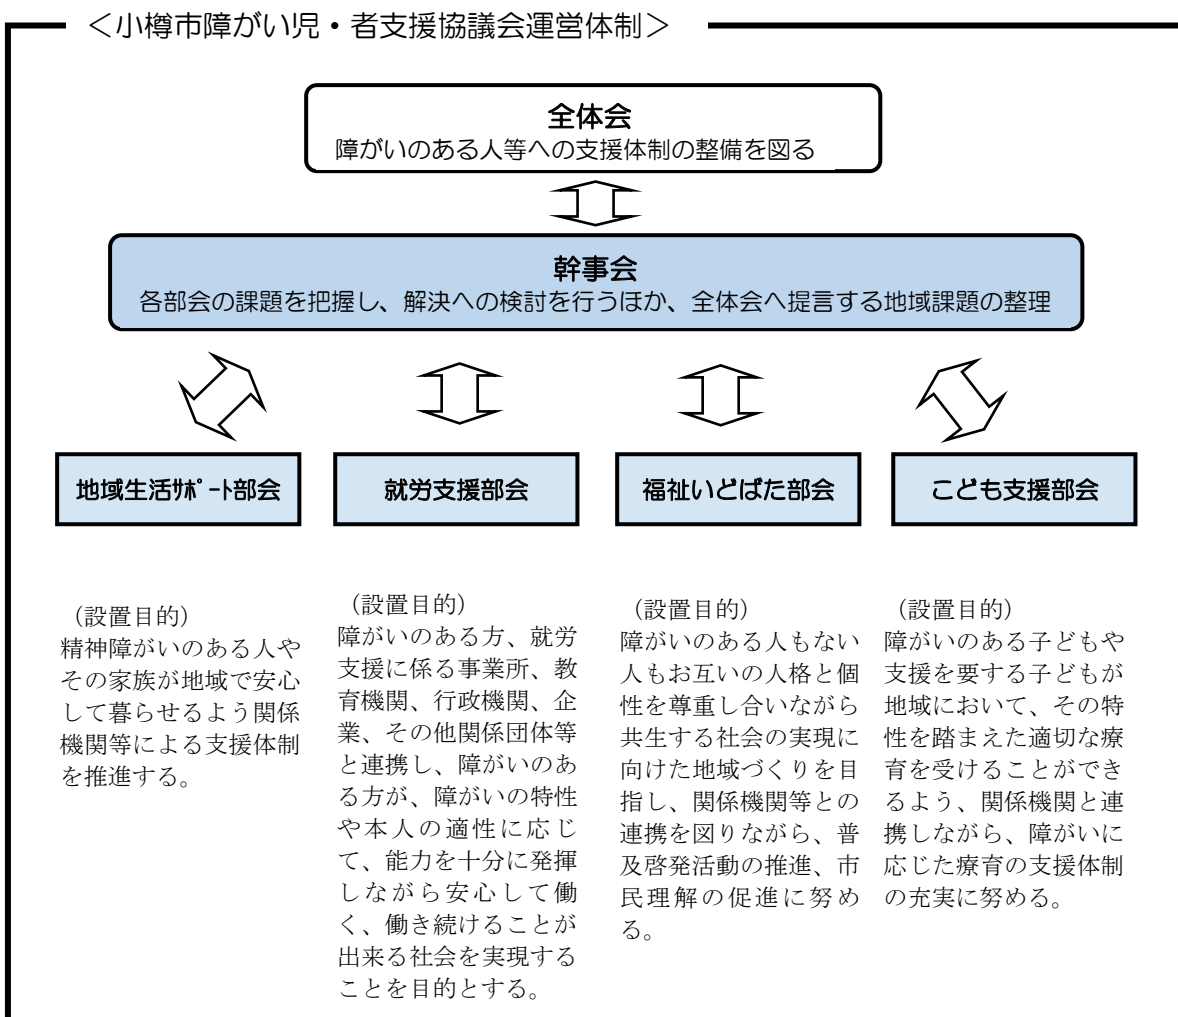 ＜小樽市障がい児・者支援協議会運営体制＞
全体会
障がいのある人等への支援体制の整備を図る
幹事会
各部会の課題を把握し、解決への検討を行うほか、全体会へ提言する地域課題の整理
地域生活ｻﾎﾟｰﾄ部会
就労支援部会
福祉いどばた部会
こども支援部会
（設置目的）
精神障がいのある人や
その家族が地域で安心
して暮らせるよう関係
機関等による支援体制
を推進する。
（設置目的）
障がいのある方、就労
支援に係る事業所、教
育機関、行政機関、企
業、その他関係団体等
と連携し、障がいのあ
る方が、障がいの特性
や本人の適性に応じ
て、能力を十分に発揮
しながら安心して働
く、働き続けることが
出来る社会を実現する
ことを目的とする。
（設置目的）
障がいのある人もない
人もお互いの人格と個
性を尊重し合いながら
共生する社会の実現に
向けた地域づくりを目
指し、関係機関等との
連携を図りながら、普
及啓発活動の推進、市
民理解の促進に努め
る。
（設置目的）
障がいのある子どもや
支援を要する子どもが
地域において、その特
性を踏まえた適切な療
育を受けることができ
るよう、関係機関と連
携しながら、障がいに
応じた療育の支援体制
の充実に努める。